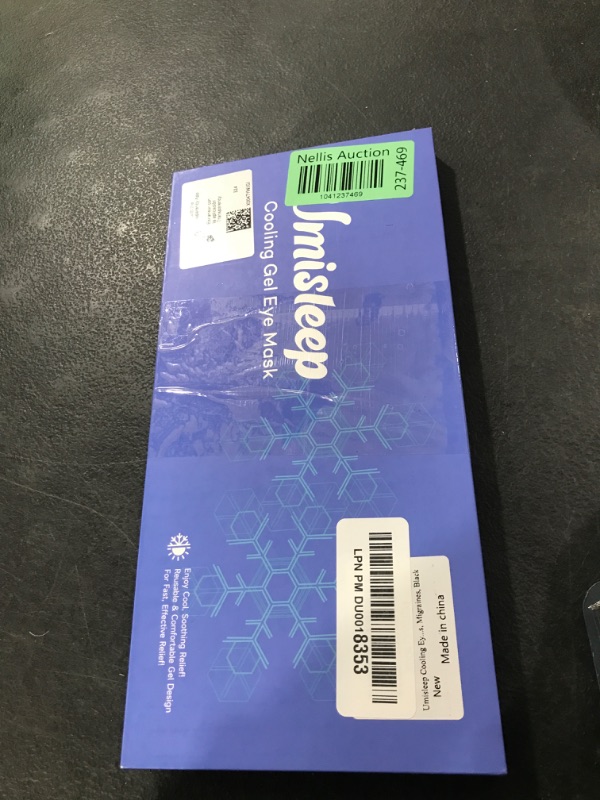 Nellis Auction
1041237469
237-469
Umisleep
Cooling Gel Eye Mask
LPN PM DU0018353
Umisleep Cooling Ey...s, Migraines, Black
New
Made in china
Enjoy Cool, Soothing Relief!
Reusable & Comfortable Gel Design
For Fast, Effective Relief!